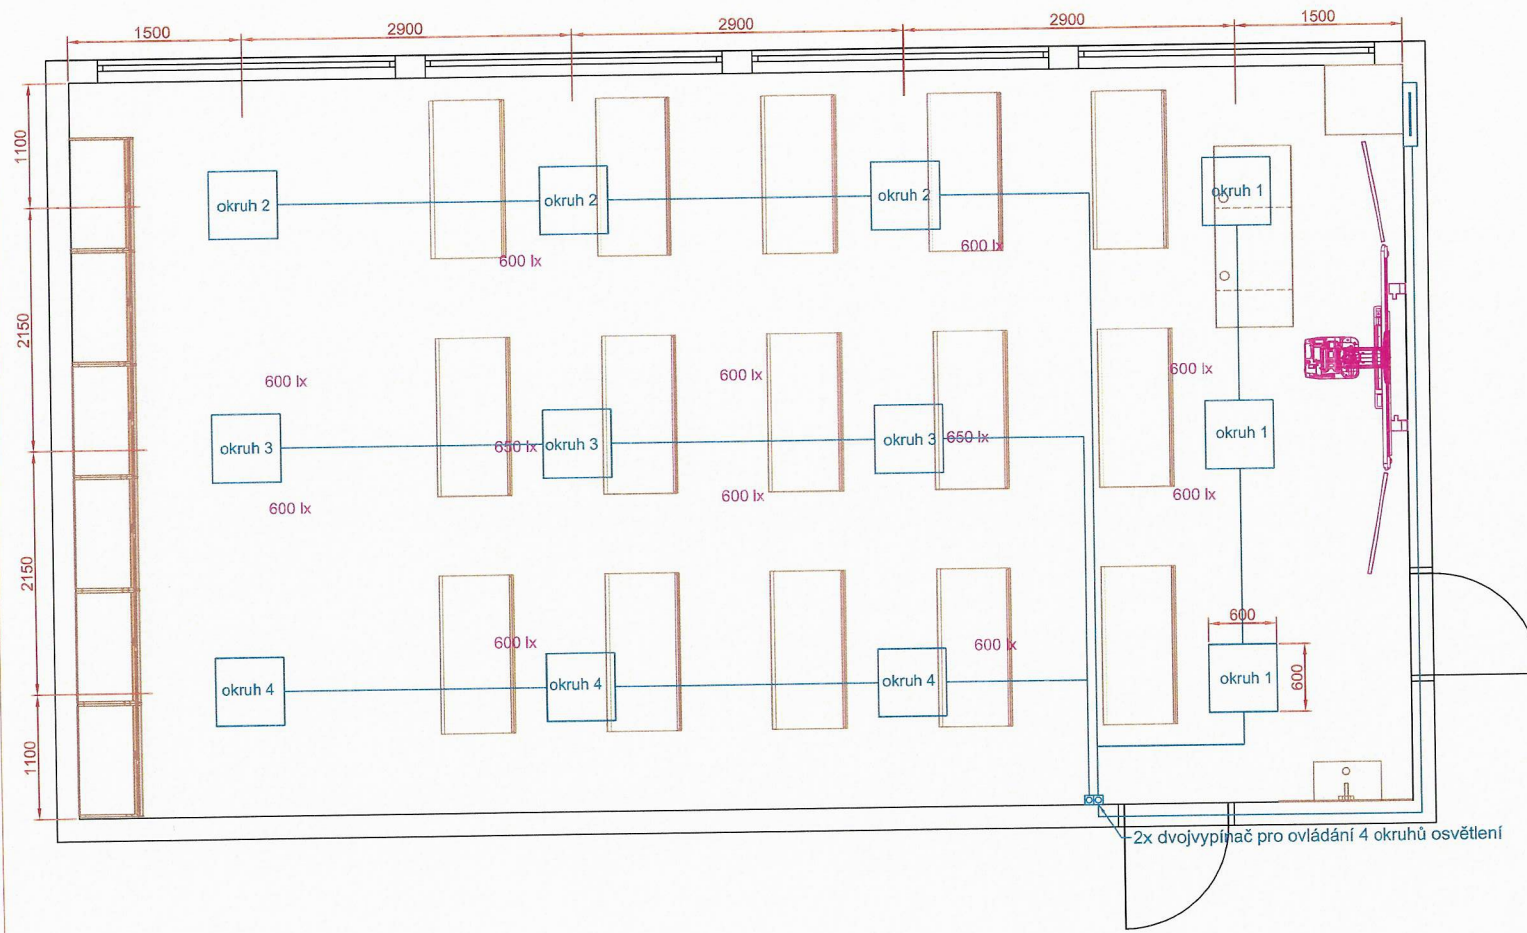 1500
2900
2900
2900
1500
1100
okruh 2
okruh 2
okruh 2
okruh 1
600 lx
600 lx
2150
600 lx
600 lx
600 lx
okruh 3
650 lx
okruh 3
okruh 3
650 lx
okruh 1
600 lx
600 lx
600 lx
2150
600 lx
600 lx
600
okruh 4
okruh 4
okruh 4
okruh 1
600
1100
2x dvojvypínač pro ovládání 4 okruhů osvětlení